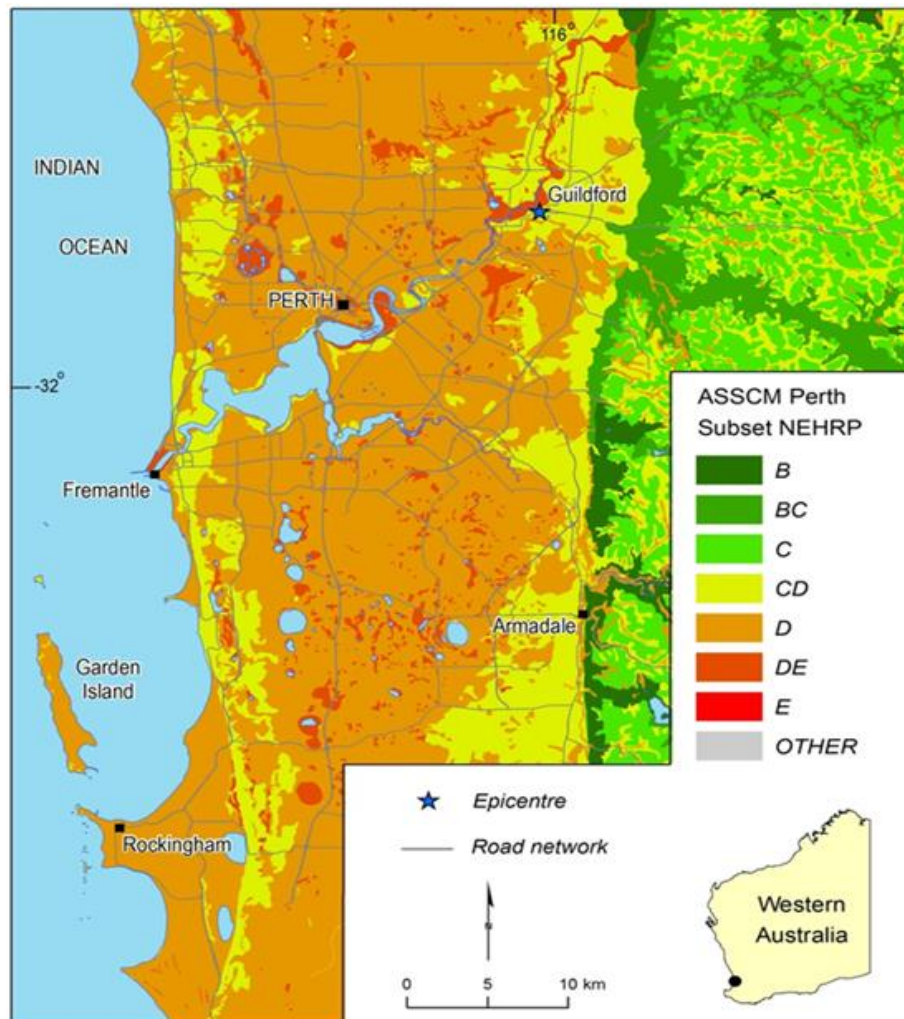 116°
INDIAN
OCEAN
Guildford
PERTH
-32°
Fremantle
Armadale
Garden
Island
Rockingham
ASSCM Perth
Subset NEHRP
B
BC
C
CD
D
DE
E
OTHER
Epicentre
Road network
N
0 5 10 km
Western
Australia